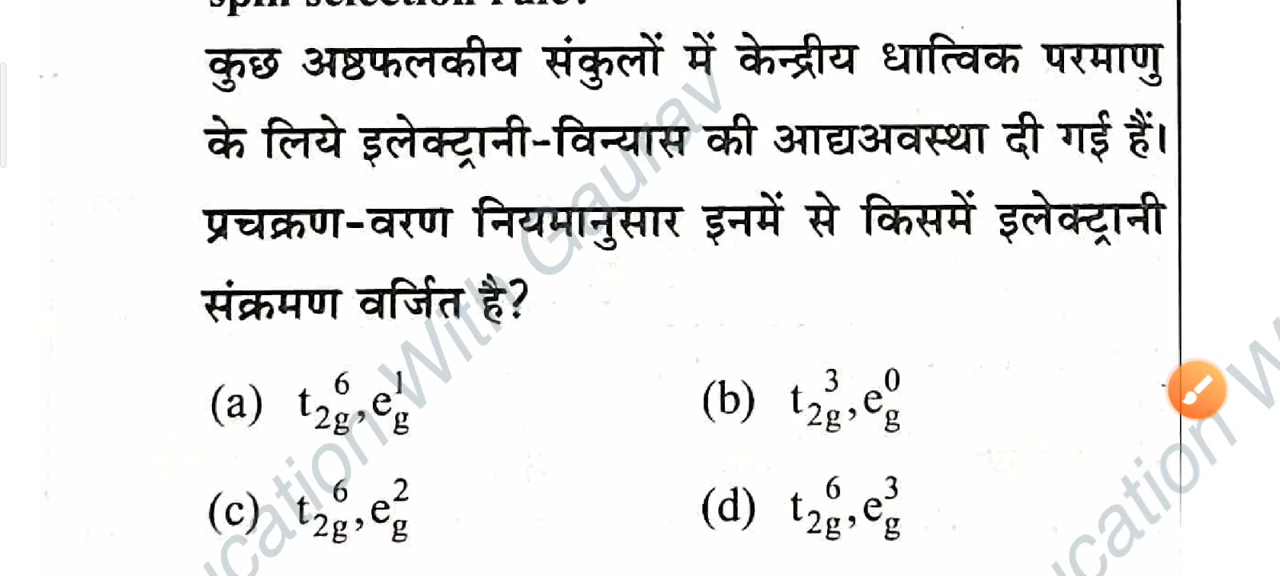 कुछ अष्ठफलकीय संकुलों में केन्द्रीय धात्विक परमाणु
के लिये इलेक्ट्रानी-विन्यास की आद्यअवस्था दी गई हैं।
प्रचक्रण-वरण नियमानुसार इनमें से किसमें इलेक्ट्रानी
संक्रमण वर्जित है?
(a) t₂g⁶, eg¹ (b) t₂g³, eg⁰
(c) t₂g⁶, eg² (d) t₂g⁶, eg³